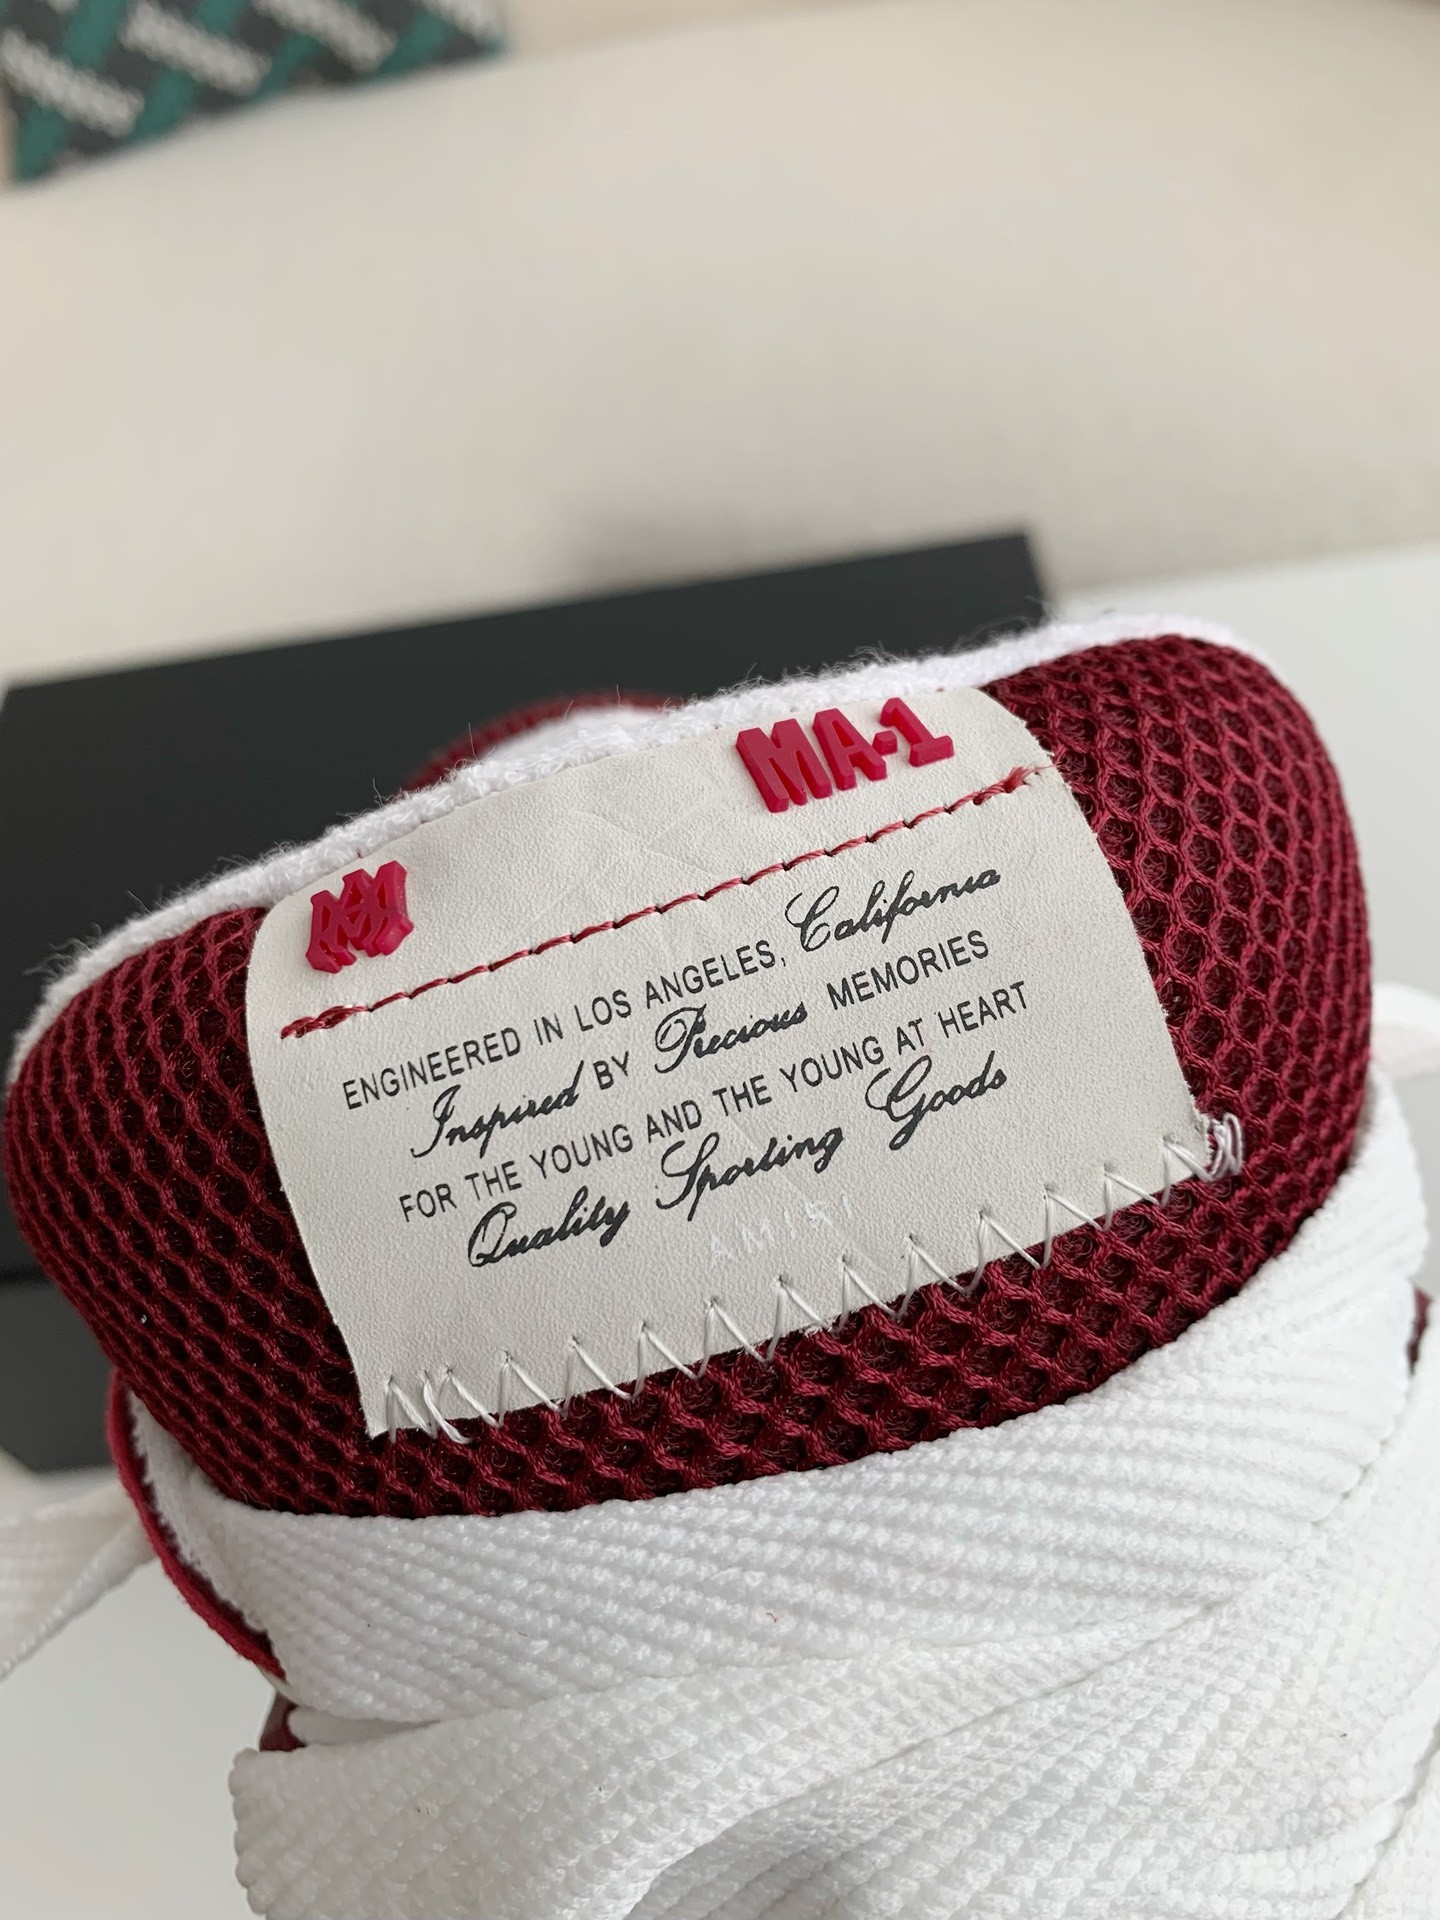 MA-1
ENGINEERED IN LOS ANGELES, California
Inspired BY Precious MEMORIES
FOR THE YOUNG AND THE YOUNG AT HEART
Quality Sporting Goods
AMIRI